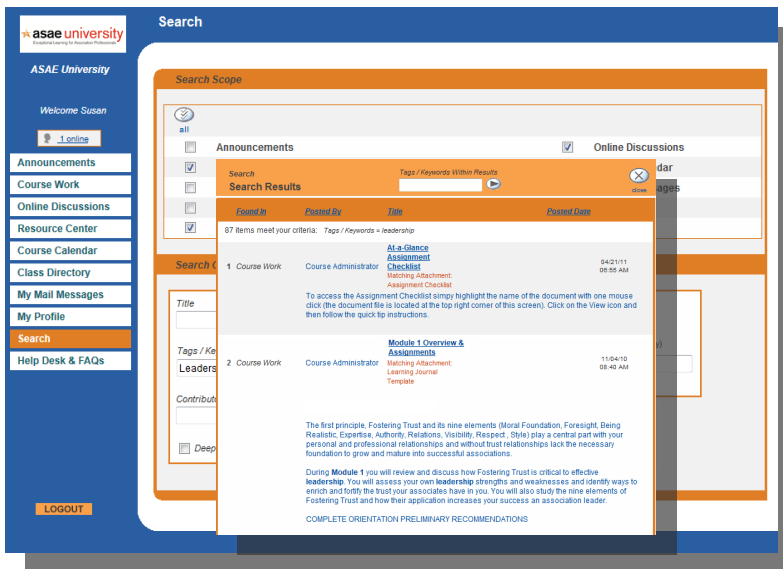 asae university
Exceptional Learning for Association Professionals
Search
ASAE University
Welcome Susan
1 online
Announcements
Course Work
Online Discussions
Resource Center
Course Calendar
Class Directory
My Mail Messages
My Profile
Search
Help Desk & FAQs
LOGOUT
Search Scope
all
Announcements
Online Discussions
dar
ages
Search
Title
Tags / Ke
Leaders
Contribut
Deep
Search
Search Results
Tags / Keywords Within Results
close
Found In Posted By Title Posted Date
87 items meet your criteria: Tags / Keywords = leadership
1 Course Work Course Administrator
At-a-Glance
Assignment
Checklist
Matching Attachment:
Assignment Checklist
04/21/11
06:55 AM
To access the Assignment Checklist simpy highlight the name of the document with one mouse
click (the document file is located at the top right corner of this screen). Click on the View icon and
then follow the quick tip instructions.
2 Course Work Course Administrator
Module 1 Overview &
Assignments
Matching Attachment:
Learning Journal
Template
11/04/10
08:40 AM
The first principle, Fostering Trust and its nine elements (Moral Foundation, Foresight, Being
Realistic, Expertise, Authority, Relations, Visibility, Respect , Style) play a central part with your
personal and professional relationships and without trust relationships lack the necessary
foundation to grow and mature into successful associations.
During Module 1 you will review and discuss how Fostering Trust is critical to effective
leadership. You will assess your own leadership strengths and weaknesses and identify ways to
enrich and fortify the trust your associates have in you. You will also study the nine elements of
Fostering Trust and how their application increases your success an association leader.
COMPLETE ORIENTATION PRELIMINARY RECOMMENDATIONS